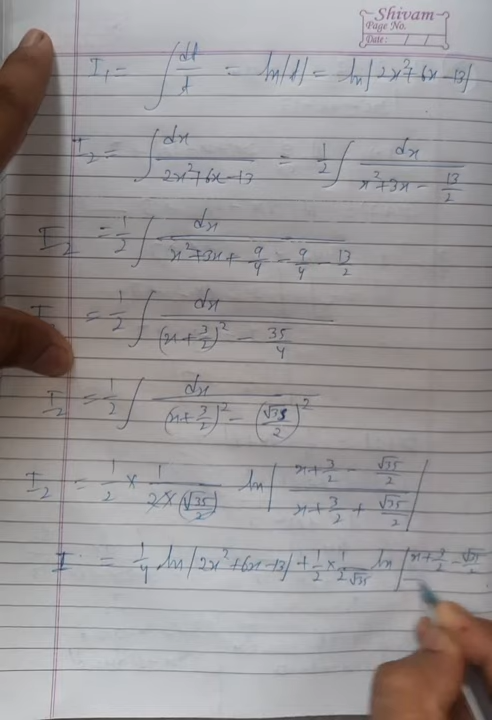 Shivam
Page No.
Date: / /
I₁ = ∫ dt/t = ln|t| = ln|2x²+6x-13|
I₂ = ∫ dx/(2x²+6x-13) = 1/2 ∫ dx/(x²+3x - 13/2)
I₂ = 1/2 ∫ dx/(x²+3x + 9/4 - 9/4 - 13/2)
= 1/2 ∫ dx/((x+3/2)² - 35/4)
I₂ = 1/2 ∫ dx/((x+3/2)² - (√35/2)²)
I₂ = 1/2 × 1/(2×(√35/2)) ln|(x+3/2 - √35/2)/(x+3/2 + √35/2)|
I = 1/4 ln|2x²+6x-13| + 1/2 × 1/(2√35) ln|x+3/2 - √35/2